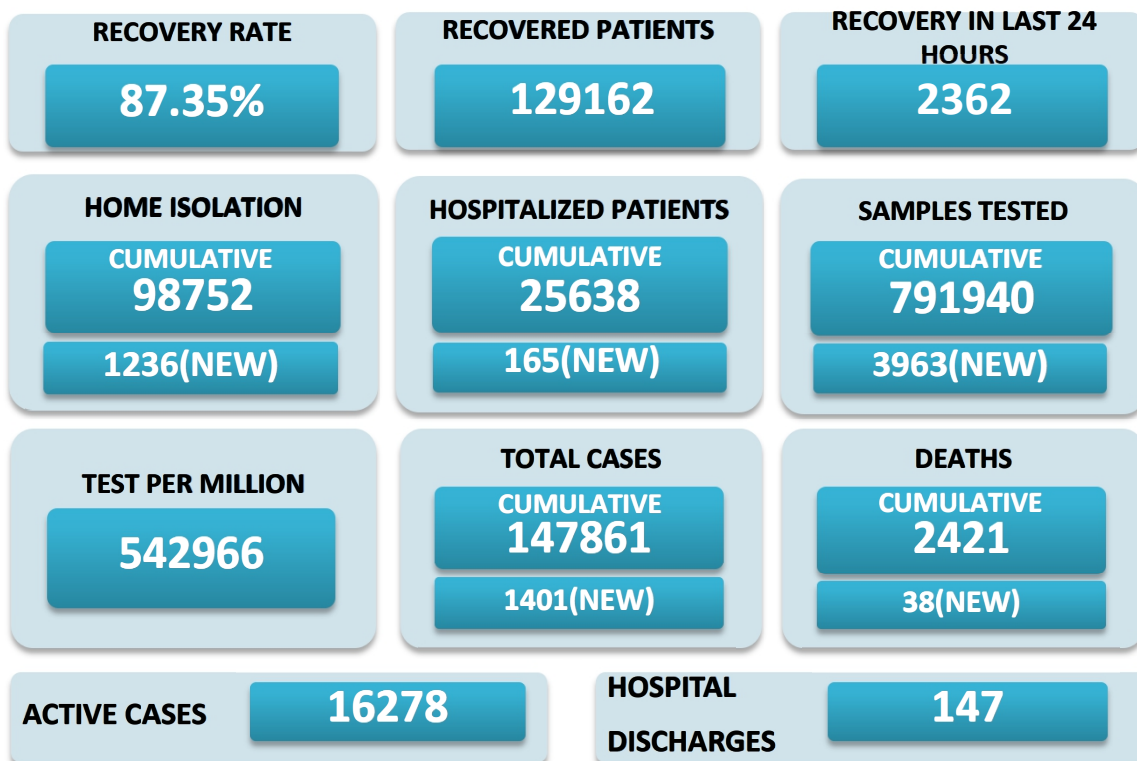 RECOVERY RATE
87.35%
RECOVERED PATIENTS
129162
RECOVERY IN LAST 24
HOURS
2362
HOME ISOLATION
CUMULATIVE
98752
1236(NEW)
HOSPITALIZED PATIENTS
CUMULATIVE
25638
165(NEW)
SAMPLES TESTED
CUMULATIVE
791940
3963(NEW)
TEST PER MILLION
542966
TOTAL CASES
CUMULATIVE
147861
1401(NEW)
DEATHS
CUMULATIVE
2421
38(NEW)
ACTIVE CASES
16278
HOSPITAL
DISCHARGES
147